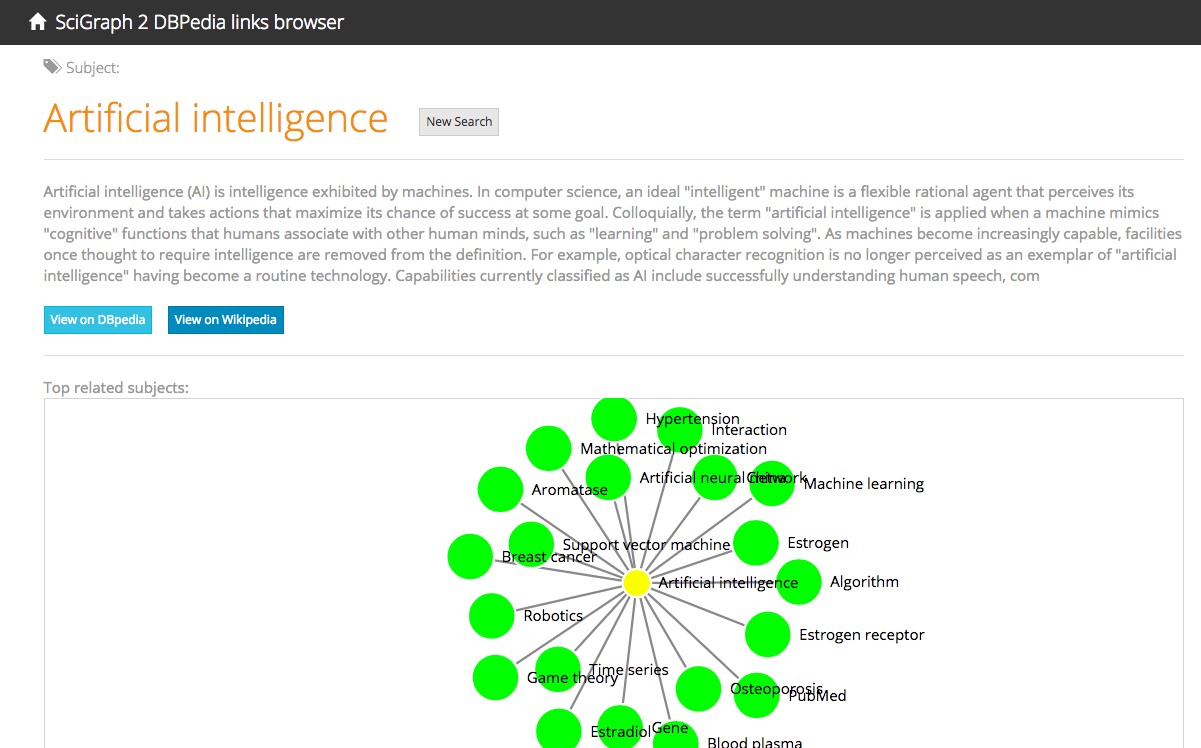 SciGraph 2 DBPedia links browser
Subject:
Artificial intelligence
New Search
Artificial intelligence (AI) is intelligence exhibited by machines. In computer science, an ideal "intelligent" machine is a flexible rational agent that perceives its
environment and takes actions that maximize its chance of success at some goal. Colloquially, the term "artificial intelligence" is applied when a machine mimics
"cognitive" functions that humans associate with other human minds, such as "learning" and "problem solving". As machines become increasingly capable, facilities
once thought to require intelligence are removed from the definition. For example, optical character recognition is no longer perceived as an exemplar of "artificial
intelligence" having become a routine technology. Capabilities currently classified as AI include successfully understanding human speech, com
View on DBpedia
View on Wikipedia
Top related subjects:
Hypertension
Interaction
Mathematical optimization
Artificial neural network
China
Machine learning
Aromatase
Support vector machine
Estrogen
Breast cancer
Artificial intelligence
Algorithm
Robotics
Estrogen receptor
Time series
Game theory
Osteoporosis
PubMed
Estradiol
Gene
Blood plasma